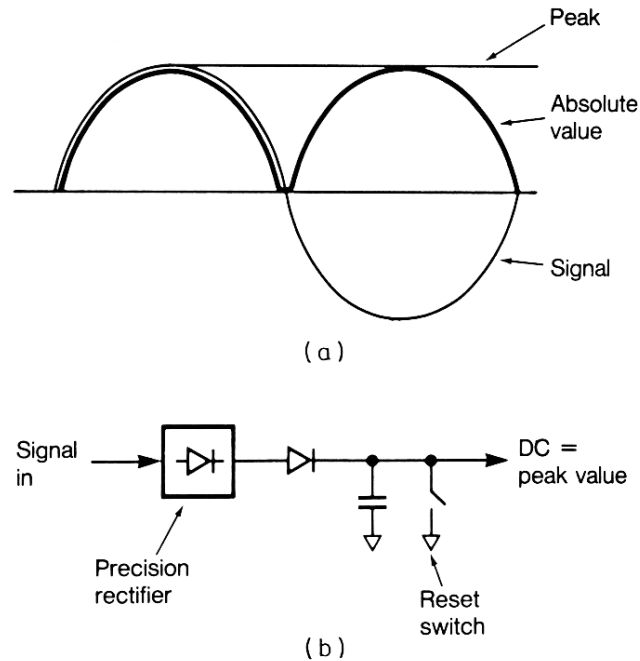 Peak
Absolute
value
Signal
(a)
Signal
in
DC =
peak value
Precision
rectifier
Reset
switch
(b)